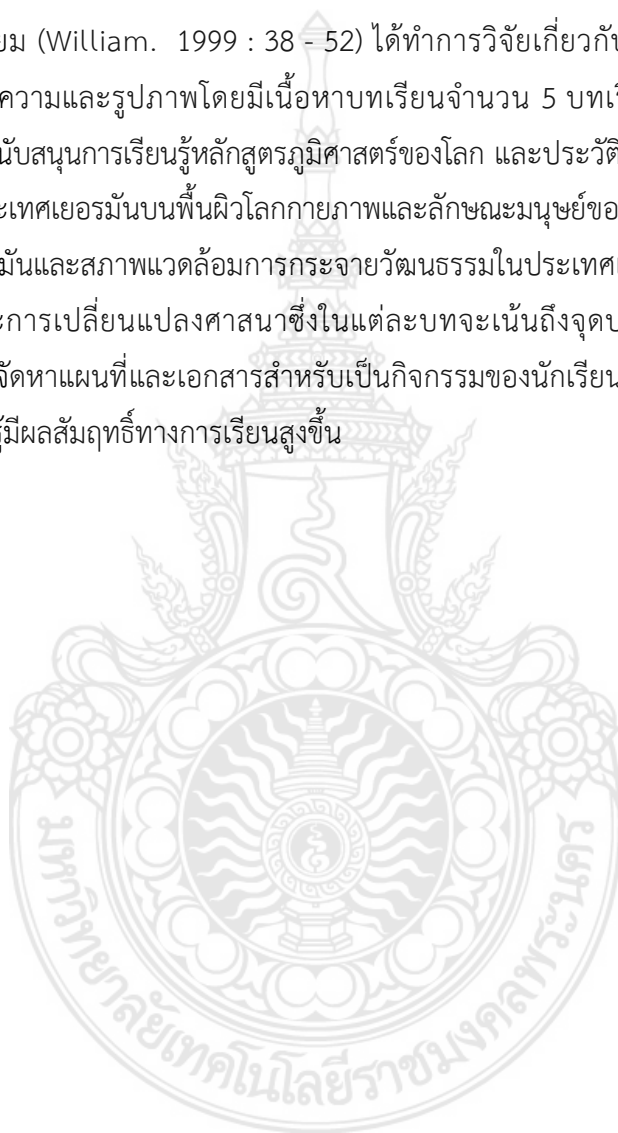 ยม (William. 1999 : 38 - 52) ได้ทำการวิจัยเกี่ยวกับ
ความและรูปภาพโดยมีเนื้อหาบทเรียนจำนวน 5 บทเรี
นับสนุนการเรียนรู้หลักสูตรภูมิศาสตร์ของโลก และประวัติ
ะเทศเยอรมันบนพื้นผิวโลกกายภาพและลักษณะมนุษย์ขอ
มันและสภาพแวดล้อมการกระจายวัฒนธรรมในประเทศเ
ะการเปลี่ยนแปลงศาสนาซึ่งในแต่ละบทจะเน้นถึงจุดป
จัดหาแผนที่และเอกสารสำหรับเป็นกิจกรรมของนักเรียน
รู้มีผลสัมฤทธิ์ทางการเรียนสูงขึ้น
มหาวิทยาลัยเทคโนโลยีราชมงคลพระนคร